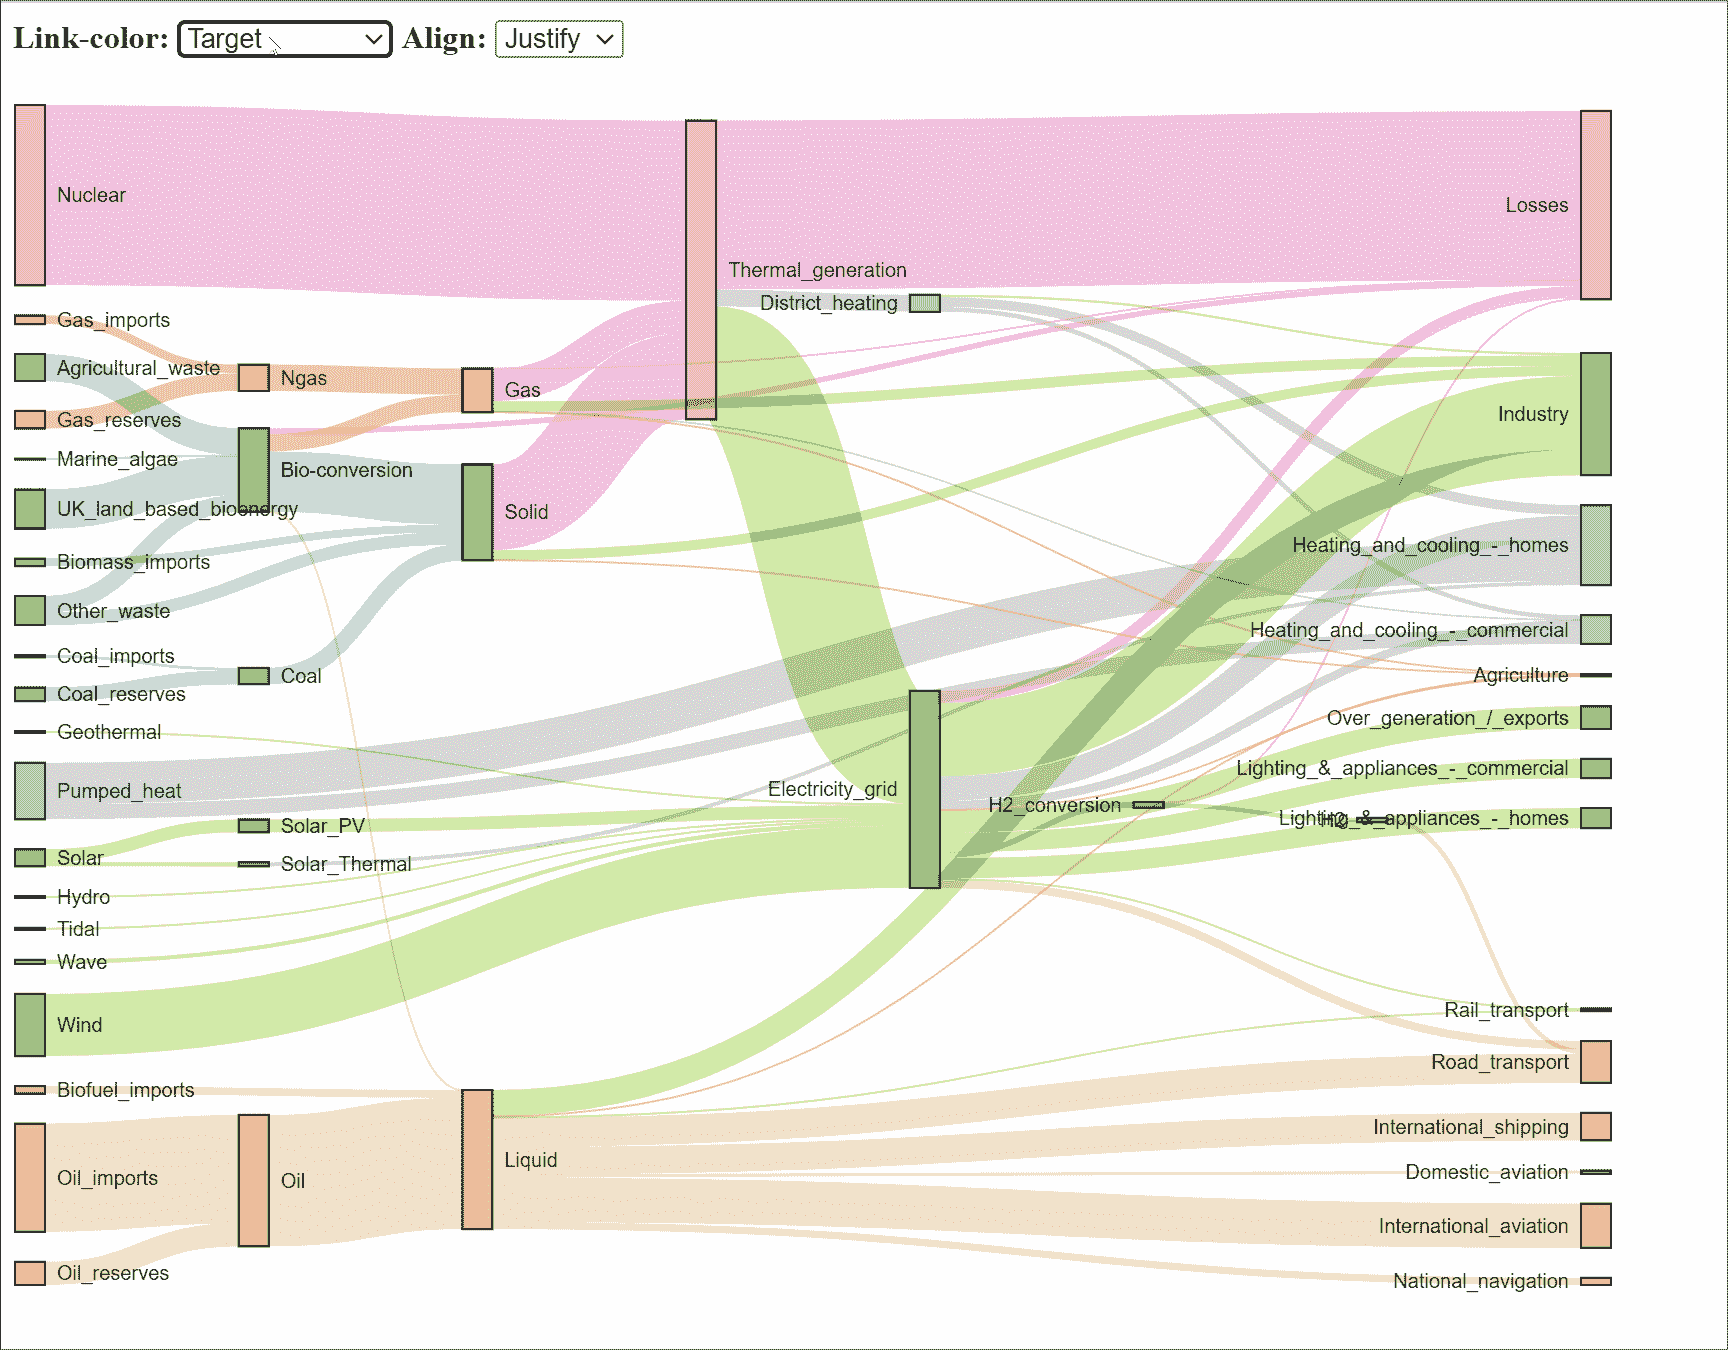 Link-color: Target Align: Justify
Nuclear
Losses
Thermal_generation
District_heating
Gas_imports
Agricultural_waste
Ngas
Gas
Gas_reserves
Industry
Marine_algae
Bio-conversion
UK_land_based_bioenergy
Solid
Heating_and_cooling_-_homes
Biomass_imports
Other_waste
Heating_and_cooling_-_commercial
Coal_imports
Coal
Agriculture
Coal_reserves
Over_generation_/_exports
Geothermal
Lighting_&_appliances_-_commercial
Pumped_heat
Electricity_grid
H2_conversion
Lighting_&_appliances_-_homes
H2
Solar_PV
Solar
Solar_Thermal
Hydro
Tidal
Wave
Rail_transport
Wind
Road_transport
Biofuel_imports
International_shipping
Liquid
Domestic_aviation
Oil_imports
Oil
International_aviation
Oil_reserves
National_navigation